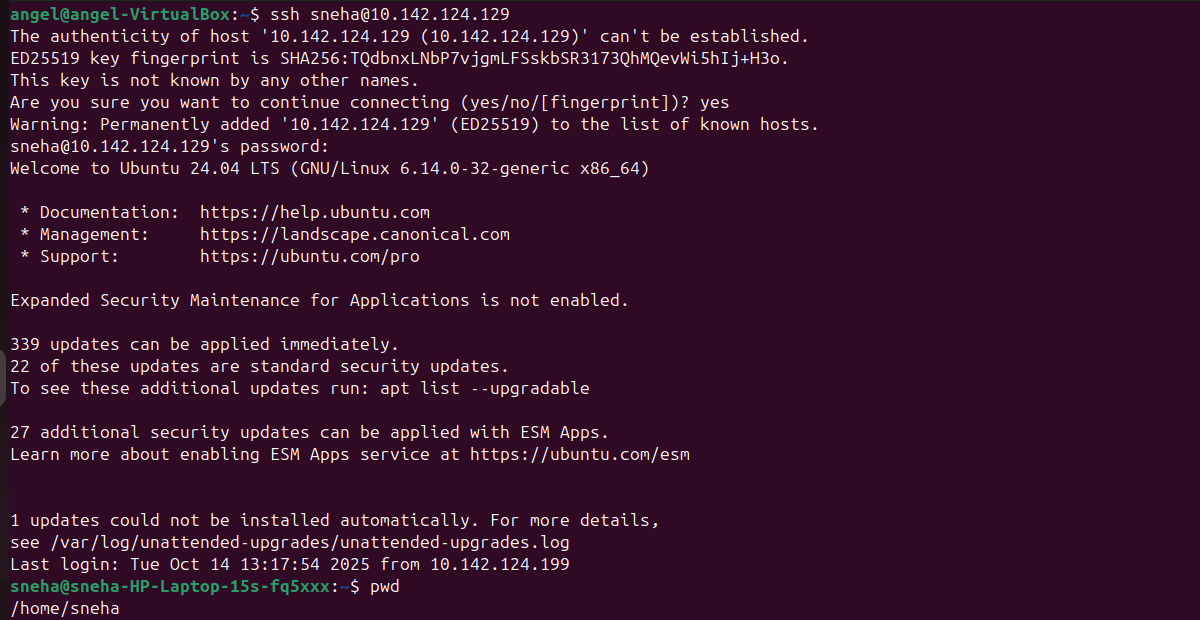 angel@angel-VirtualBox:~$ ssh sneha@10.142.124.129
The authenticity of host '10.142.124.129 (10.142.124.129)' can't be established.
ED25519 key fingerprint is SHA256:TQdbnxLNbP7vjgmLFSskbSR3173QhMQevWi5hIj+H3o.
This key is not known by any other names.
Are you sure you want to continue connecting (yes/no/[fingerprint])? yes
Warning: Permanently added '10.142.124.129' (ED25519) to the list of known hosts.
sneha@10.142.124.129's password:
Welcome to Ubuntu 24.04 LTS (GNU/Linux 6.14.0-32-generic x86_64)
* Documentation:  https://help.ubuntu.com
* Management:     https://landscape.canonical.com
* Support:        https://ubuntu.com/pro
Expanded Security Maintenance for Applications is not enabled.
339 updates can be applied immediately.
22 of these updates are standard security updates.
To see these additional updates run: apt list --upgradable
27 additional security updates can be applied with ESM Apps.
Learn more about enabling ESM Apps service at https://ubuntu.com/esm
1 updates could not be installed automatically. For more details,
see /var/log/unattended-upgrades/unattended-upgrades.log
Last login: Tue Oct 14 13:17:54 2025 from 10.142.124.199
sneha@sneha-HP-Laptop-15s-fq5xxx:~$ pwd
/home/sneha